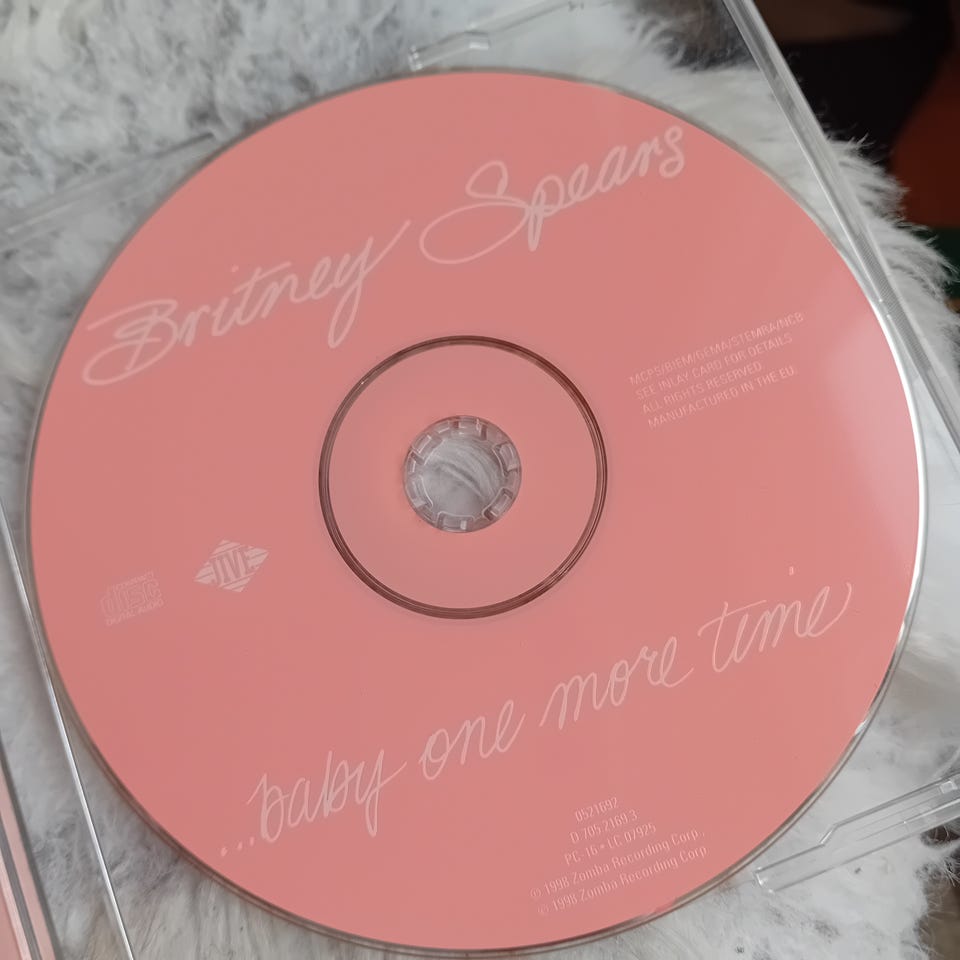 Britney Spears
MCPS/BIEM/GEMA/STEMRA/NCB
SEE INLAY CARD FOR DETAILS
ALL RIGHTS RESERVED.
MANUFACTURED IN THE EU.
COMPACT
disc
DIGITAL AUDIO
JIVE
...baby one more time
0521692
D 705 2169 3
PC-16 • LC 07925
℗ 1998 Zomba Recording Corp.
© 1998 Zomba Recording Corp.